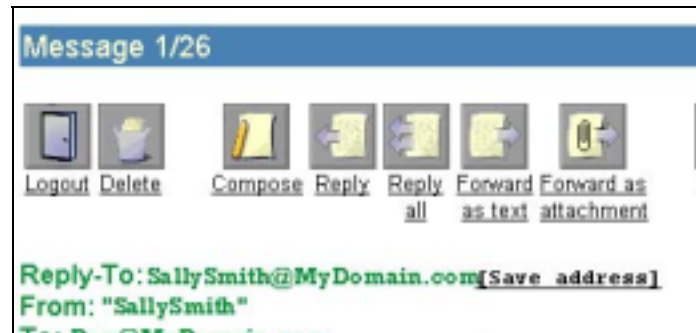 Message 1/26
Logout Delete Compose Reply Reply all Forward as text Forward as attachment
Reply-To: SallySmith@MyDomain.com [Save address]
From: "SallySmith"